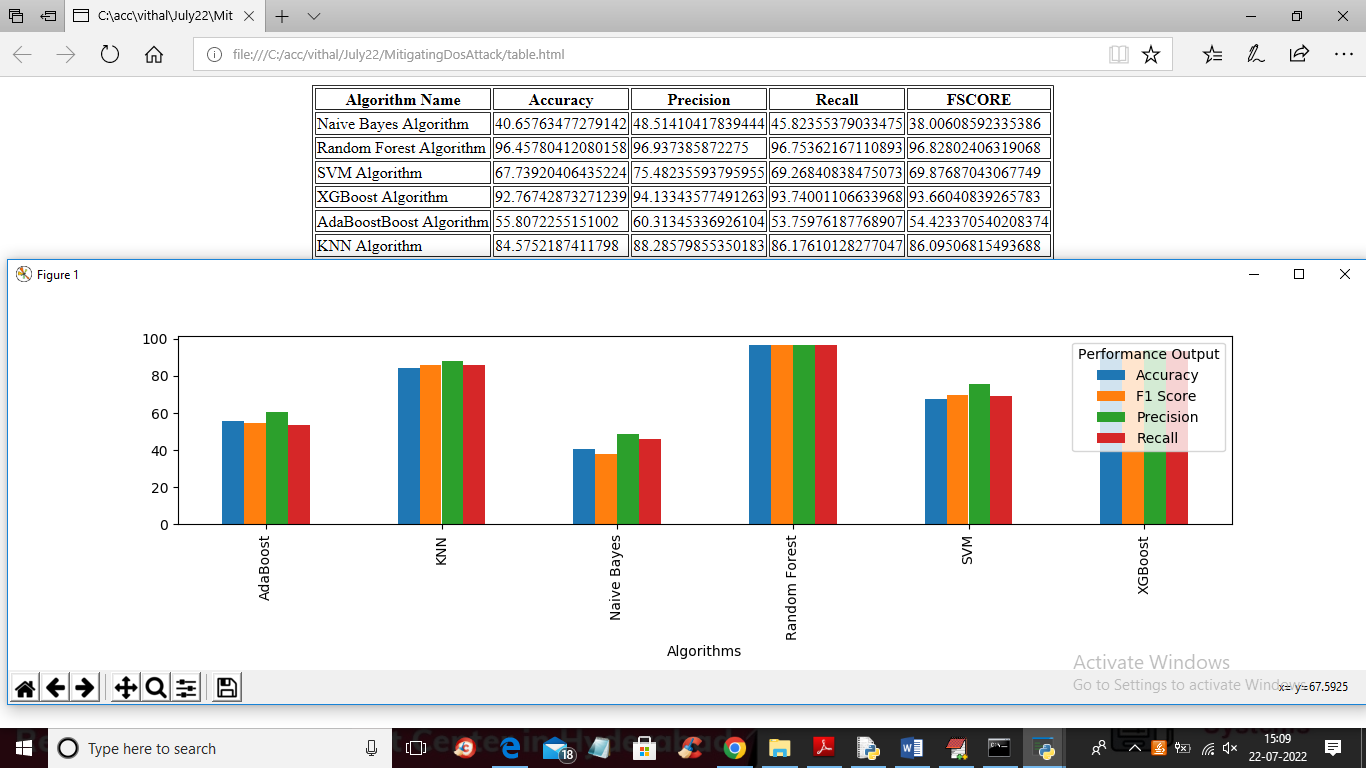 C:\acc\vithal\July22\Mit
file:///C:/acc/vithal/July22/MitigatingDosAttack/table.html
Algorithm Name Accuracy Precision Recall FSCORE
Naive Bayes Algorithm 40.65763477279142 48.51410417839444 45.82355379033475 38.00608592335386
Random Forest Algorithm 96.45780412080158 96.937385872275 96.75362167110893 96.82802406319068
SVM Algorithm 67.73920406435224 75.48235593795955 69.26840838475073 69.87687043067749
XGBoost Algorithm 92.76742873271239 94.13343577491263 93.74001106633968 93.66040839265783
AdaBoostBoost Algorithm 55.8072255151002 60.31345336926104 53.75976187768907 54.423370540208374
KNN Algorithm 84.5752187411798 88.28579855350183 86.17610128277047 86.09506815493688
Figure 1
100
80
60
40
20
0
Performance Output
Accuracy
F1 Score
Precision
Recall
AdaBoost
KNN
Naive Bayes
Random Forest
SVM
XGBoost
Algorithms
Activate Windows
Go to Settings to activate Windows.
x= y=67.5925
Type here to search
18
15:09
22-07-2022